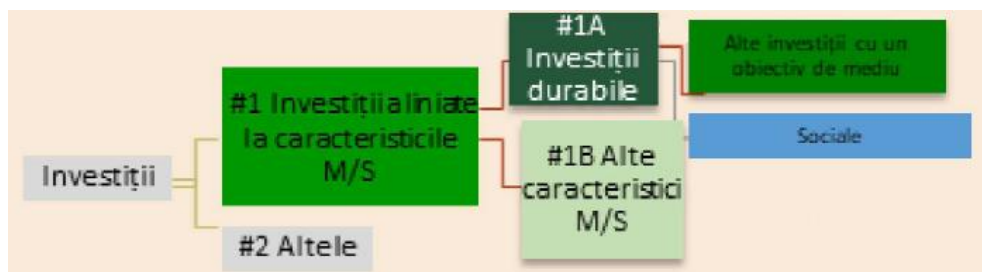 Investiții
#1 Investiții aliniate
la caracteristicile
M/S
#2 Altele
#1A
Investiții
durabile
#1B Alte
caracteristici
M/S
Alte investiții cu un
obiectiv de mediu
Sociale